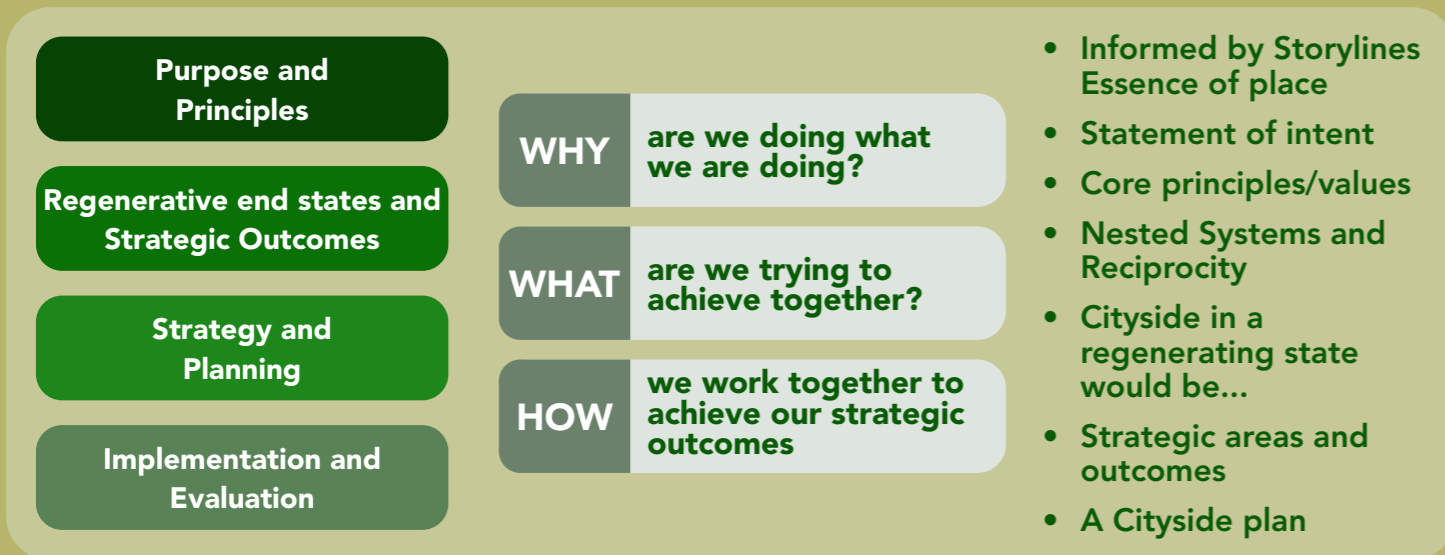 Purpose and
Principles
Regenerative end states and
Strategic Outcomes
Strategy and
Planning
Implementation and
Evaluation
WHY
are we doing what
we are doing?
WHAT
are we trying to
achieve together?
HOW
we work together to
achieve our strategic
outcomes
• Informed by Storylines
Essence of place
• Statement of intent
• Core principles/values
• Nested Systems and
Reciprocity
• Cityside in a
regenerating state
would be...
• Strategic areas and
outcomes
• A Cityside plan